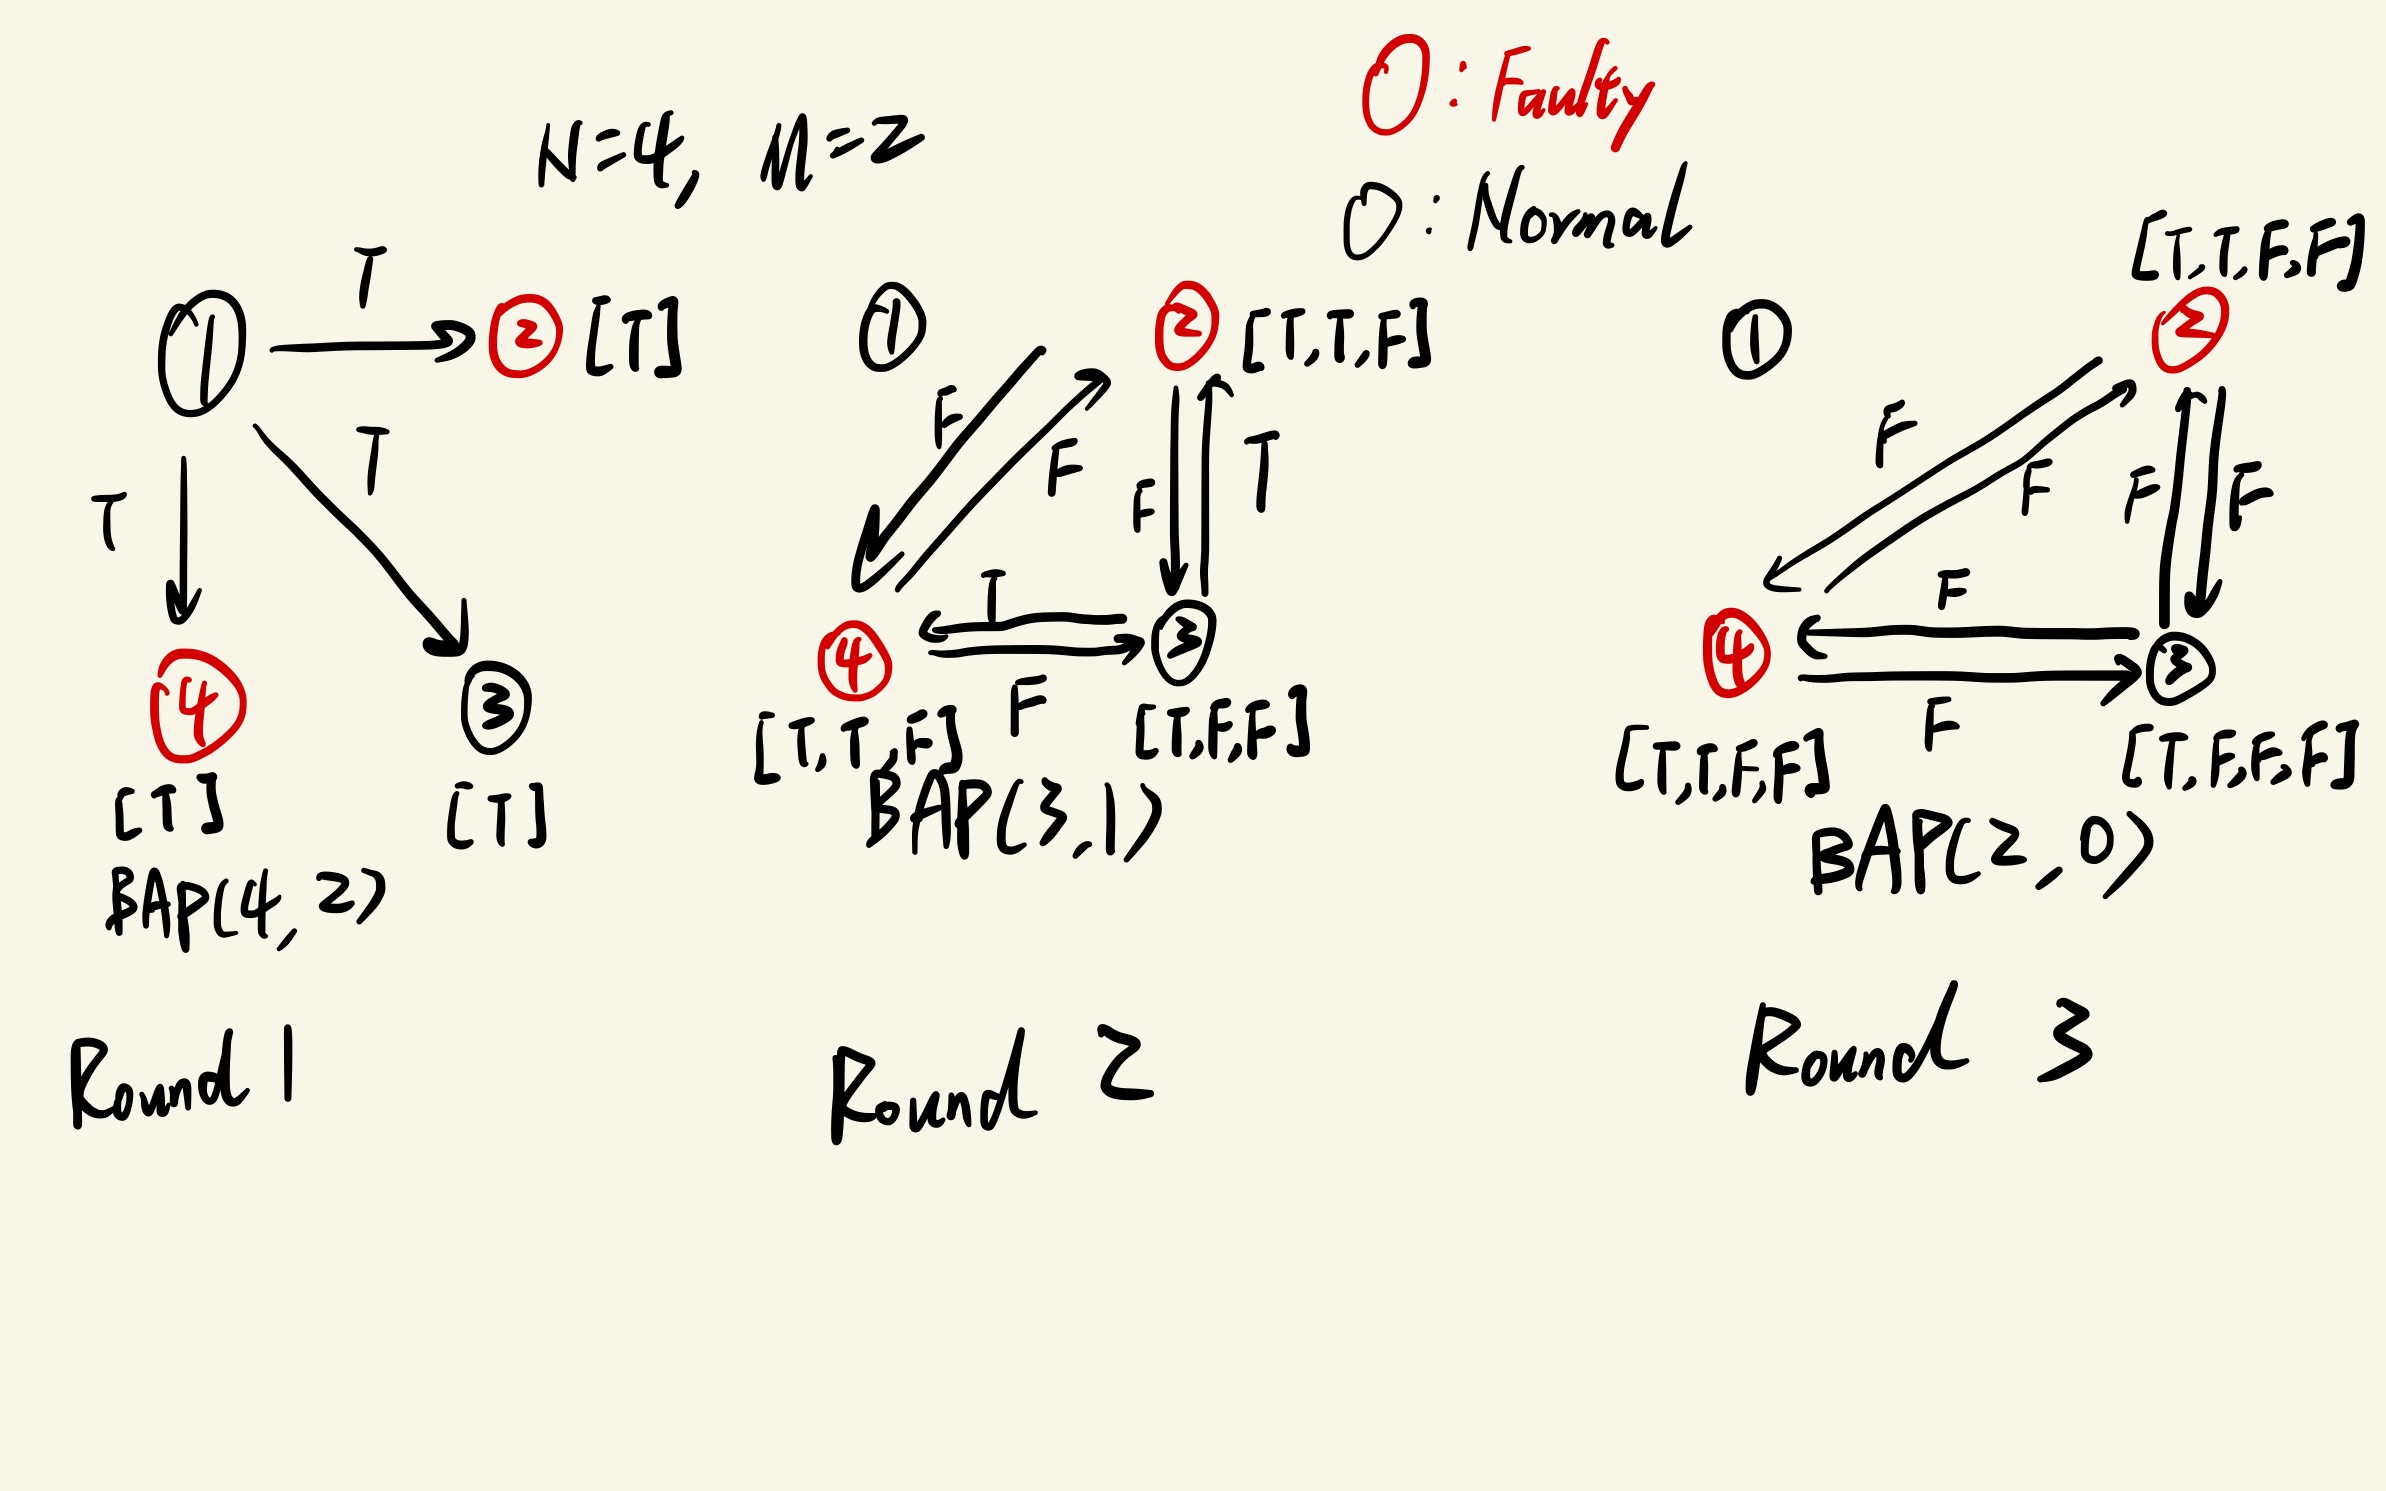 O : Faulty
N=4, M=2
O : Normal
T
1
2
[T]
T
T
4
3
[T]
[T]
BAP(4,2)
Round 1
1
2
[T,T,F]
F
F
F
T
T
4
3
F
[T,T,F]
[T,F,F]
BAP(3,1)
Round 2
[T,T,F,F]
1
2
F
F
F
F
F
4
3
F
[T,T,F,F]
[T,F,F,F]
BAP(2,0)
Round 3